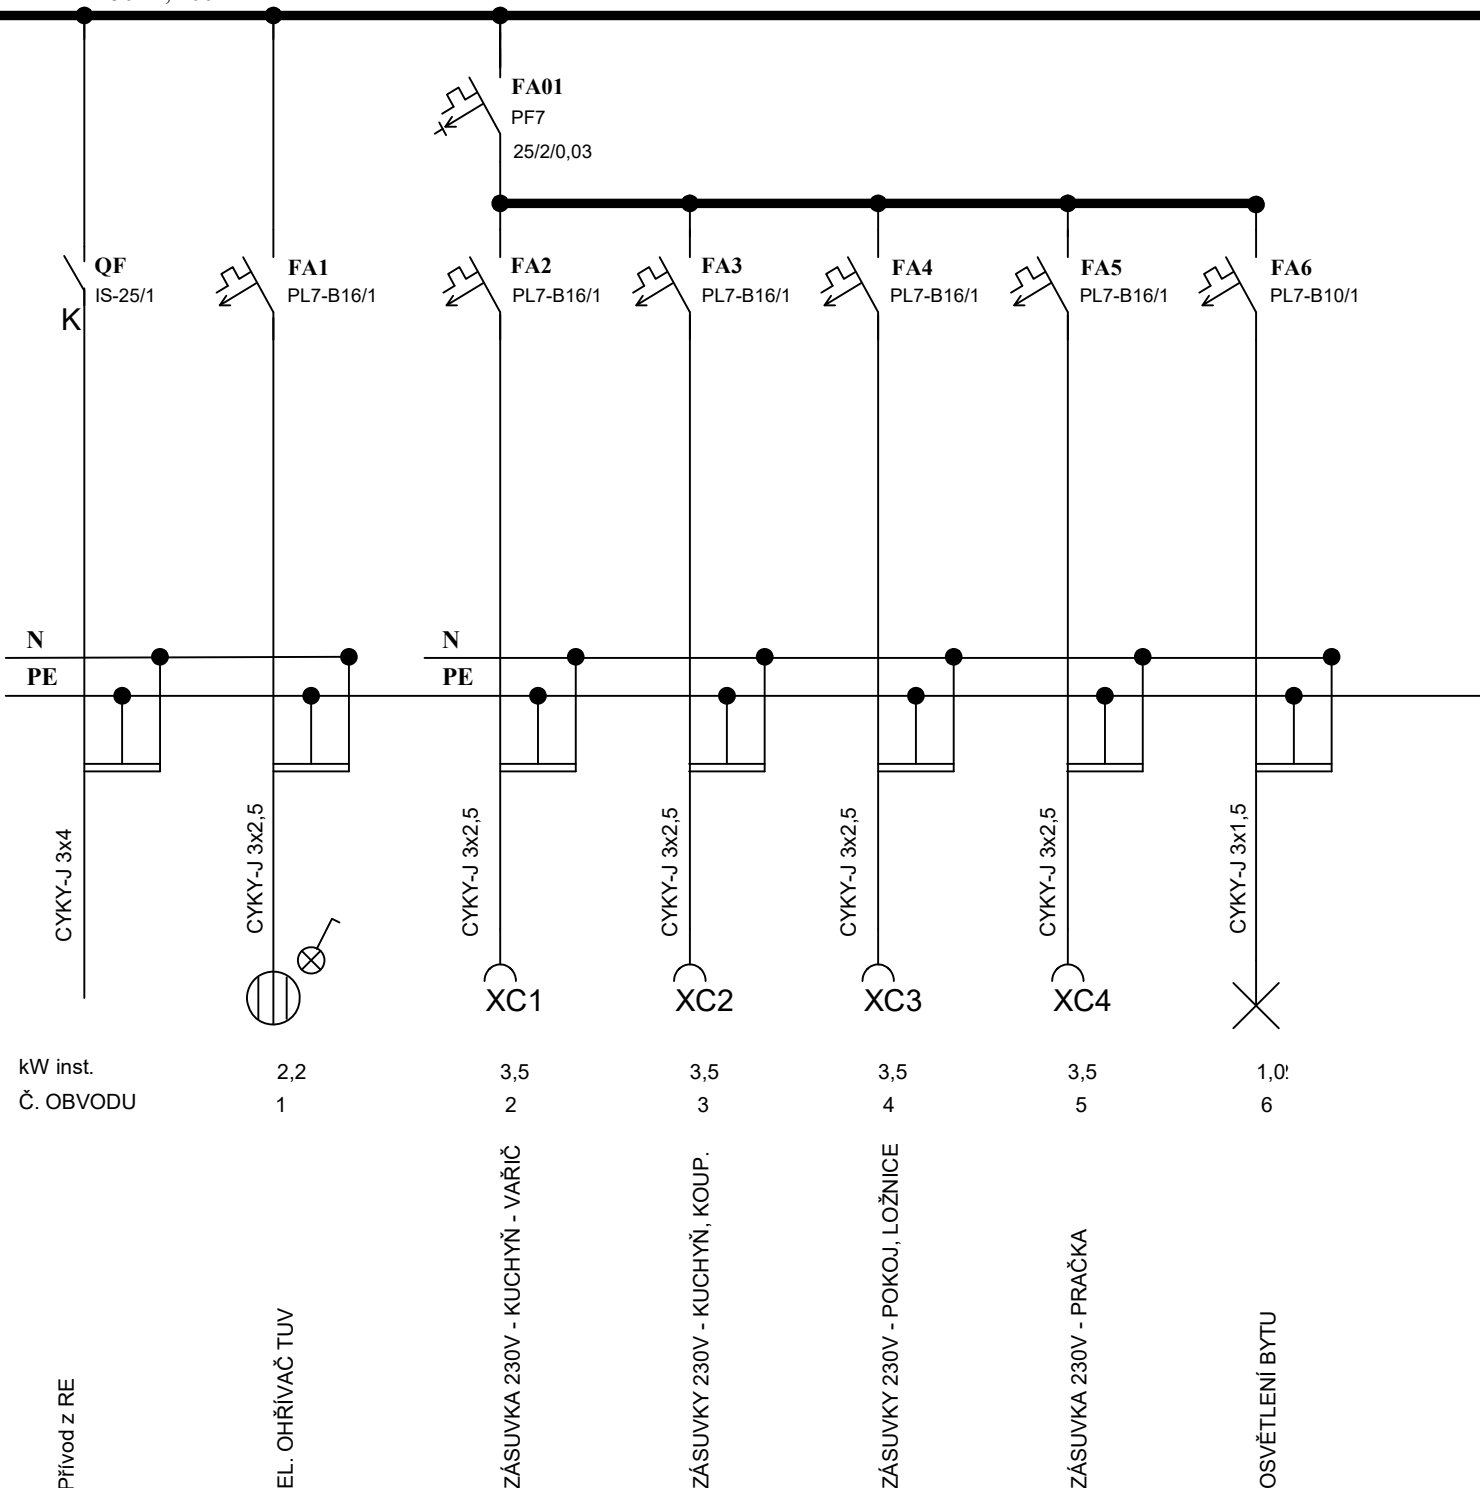 FA01
PF7
25/2/0,03
QF
IS-25/1
K
FA1
PL7-B16/1
FA2
PL7-B16/1
FA3
PL7-B16/1
FA4
PL7-B16/1
FA5
PL7-B16/1
FA6
PL7-B10/1
N
N
PE
PE
CYKY-J 3x4
CYKY-J 3x2,5
CYKY-J 3x2,5
CYKY-J 3x2,5
CYKY-J 3x2,5
CYKY-J 3x2,5
CYKY-J 3x1,5
XC1
XC2
XC3
XC4
kW inst. 2,2 3,5 3,5 3,5 3,5 1,0
Č. OBVODU 1 2 3 4 5 6
Přívod z RE
EL. OHŘÍVAČ TUV
ZÁSUVKA 230V - KUCHYŇ - VAŘIČ
ZÁSUVKY 230V - KUCHYŇ, KOUP.
ZÁSUVKY 230V - POKOJ, LOŽNICE
ZÁSUVKA 230V - PRAČKA
OSVĚTLENÍ BYTU